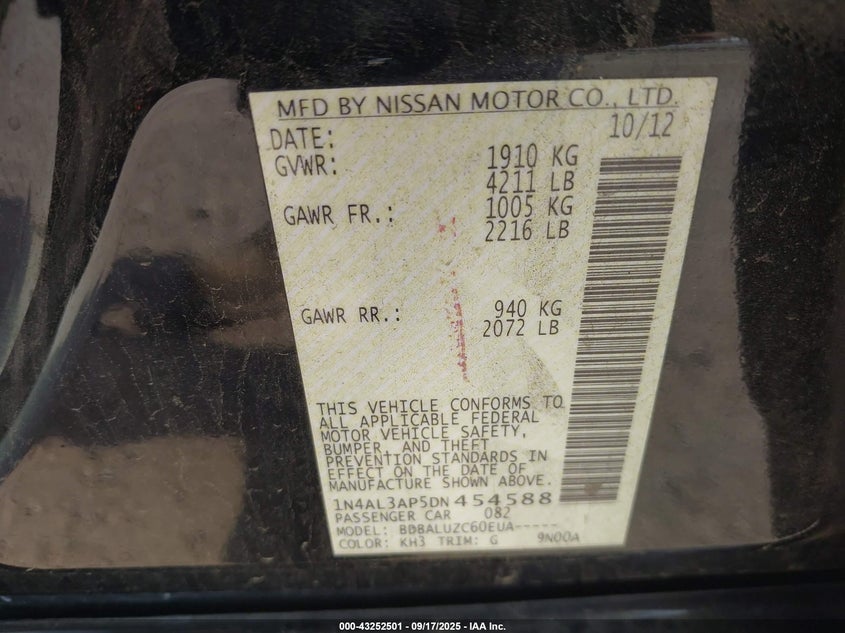 MFD BY NISSAN MOTOR CO., LTD.
DATE: 10/12
GVWR: 1910 KG
4211 LB
GAWR FR.: 1005 KG
2216 LB
GAWR RR.: 940 KG
2072 LB
THIS VEHICLE CONFORMS TO
ALL APPLICABLE FEDERAL
MOTOR VEHICLE SAFETY,
BUMPER, AND THEFT
PREVENTION STANDARDS IN
EFFECT ON THE DATE OF
MANUFACTURE SHOWN ABOVE.
1N4AL3AP5DN454588
PASSENGER CAR 082
MODEL: BDBALUZC60EUA-----
COLOR: KH3 TRIM: G 9N00A
000-43252501 - 09/17/2025 - IAA Inc.